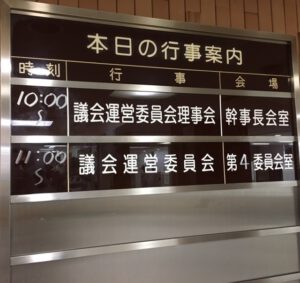 本日の行事案内
時刻 行事 会場
10:00〜 議会運営委員会理事会 幹事長会室
11:00〜 議会運営委員会 第4委員会室